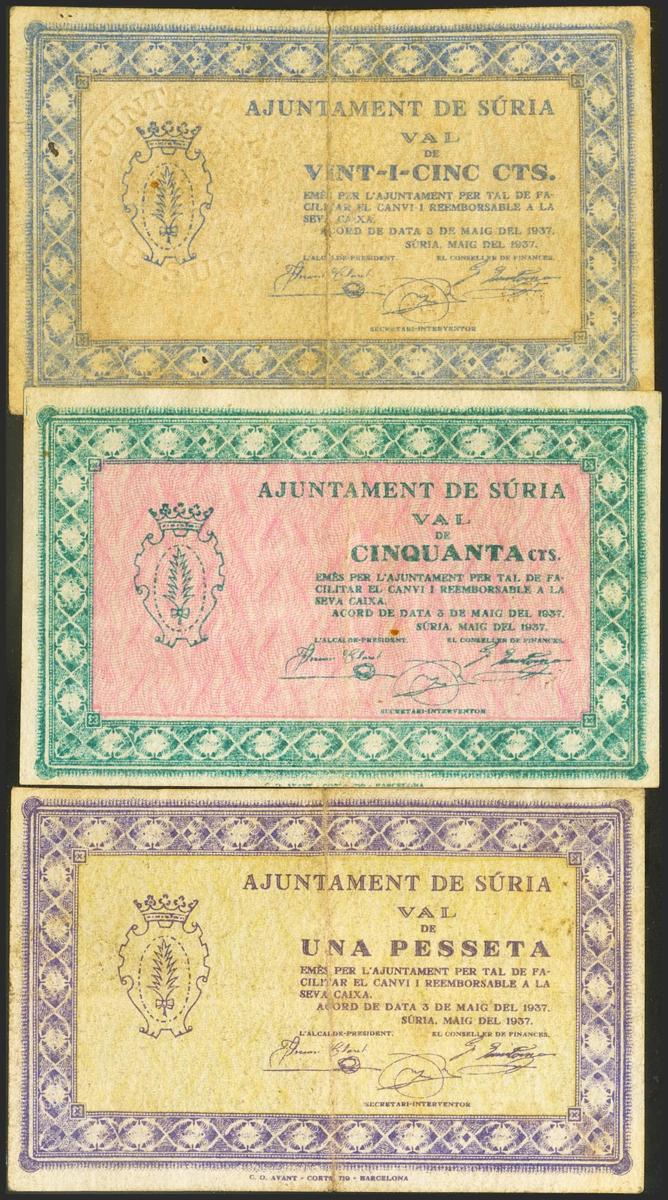 AJUNTAMENT DE SÚRIA
VAL
DE
VINT-I-CINC CTS.
EMÈS PER L'AJUNTAMENT PER TAL DE FA-
CILITAR EL CANVI I REEMBORSABLE A LA
SEVA CAIXA.
ACORD DE DATA 3 DE MAIG DEL 1937.
SÚRIA, MAIG DEL 1937.
L'ALCALDE-PRESIDENT. EL CONSELLER DE FINANCES.
SECRETARI-INTERVENTOR
AJUNTAMENT DE SÚRIA
VAL
DE
CINQUANTA CTS.
EMÈS PER L'AJUNTAMENT PER TAL DE FA-
CILITAR EL CANVI I REEMBORSABLE A LA
SEVA CAIXA.
ACORD DE DATA 3 DE MAIG DEL 1937.
SÚRIA, MAIG DEL 1937.
L'ALCALDE-PRESIDENT. EL CONSELLER DE FINANCES.
SECRETARI-INTERVENTOR
C. O. AVANT - CORTS 719 - BARCELONA
AJUNTAMENT DE SÚRIA
VAL
DE
UNA PESSETA
EMÈS PER L'AJUNTAMENT PER TAL DE FA-
CILITAR EL CANVI I REEMBORSABLE A LA
SEVA CAIXA.
ACORD DE DATA 3 DE MAIG DEL 1937.
SÚRIA, MAIG DEL 1937.
L'ALCALDE-PRESIDENT. EL CONSELLER DE FINANCES.
SECRETARI-INTERVENTOR
C. O. AVANT - CORTS 719 - BARCELONA